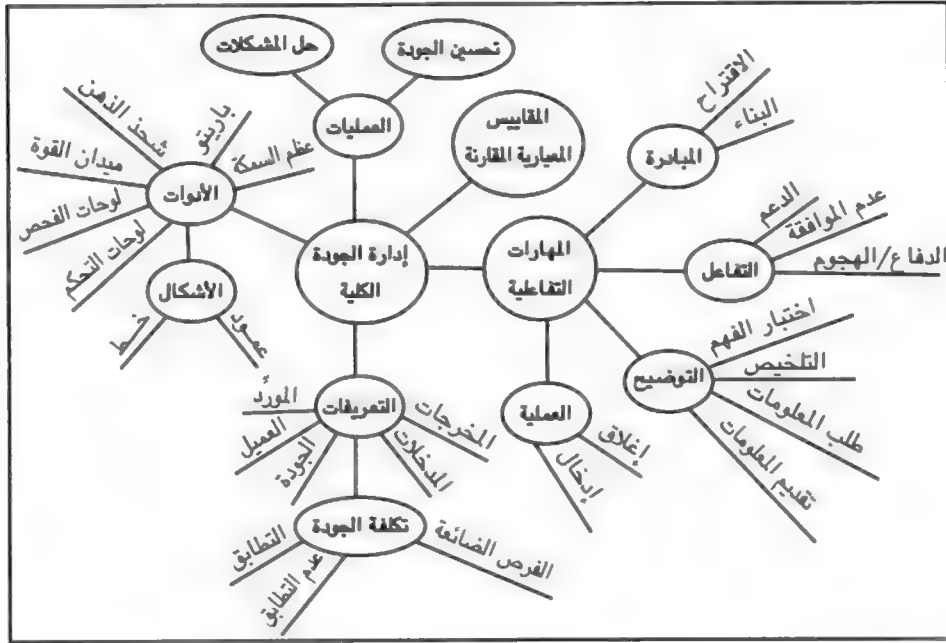 حل المشكلات
تحسين الجودة
العمليات
المقاييس
المعيارية المقارنة
الاقتراح
البناء
المبادرة
شحذ الذهن
باريتو
عظم السمكة
ميدان القوة
الأدوات
لوحات الفحص
لوحات التحكم
الأشكال
خط
عمود
إدارة الجودة
الكلية
المهارات
التفاعلية
الدعم
عدم الموافقة
الدفاع/الهجوم
التفاعل
اختبار الفهم
التلخيص
طلب المعلومات
تقديم المعلومات
التوضيح
العملية
إغلاق
إدخال
التعريفات
المورِّد
العميل
الجودة
المدخلات
المخرجات
تكلفة الجودة
التطابق
عدم التطابق
الفرص الضائعة